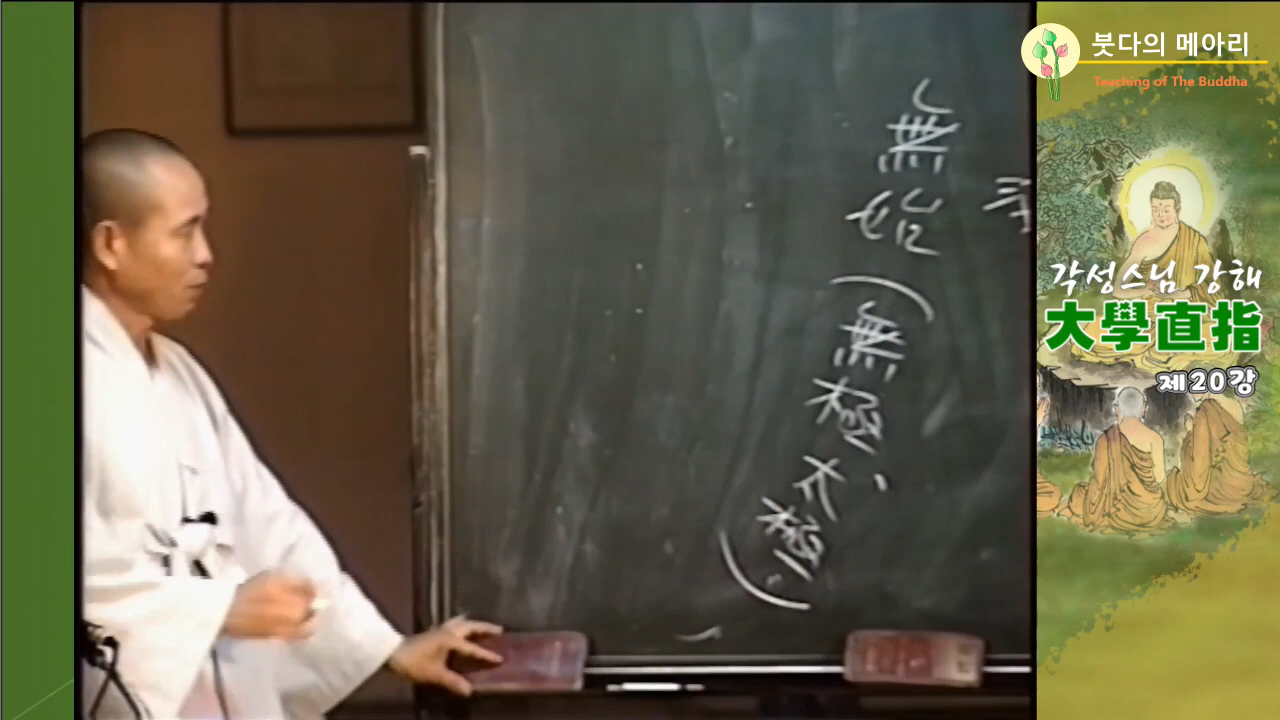 붓다의 메아리
Teaching of The Buddha
각성스님 강해
大學直指
제20강
無始
(無極、太極)